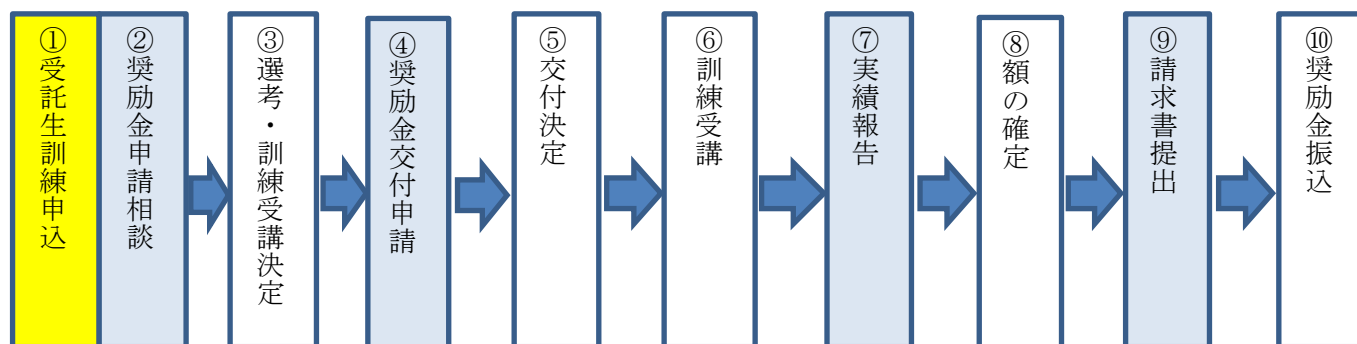 ①受託生訓練申込
②奨励金申請相談
③選考・訓練受講決定
④奨励金交付申請
⑤交付決定
⑥訓練受講
⑦実績報告
⑧額の確定
⑨請求書提出
⑩奨励金振込